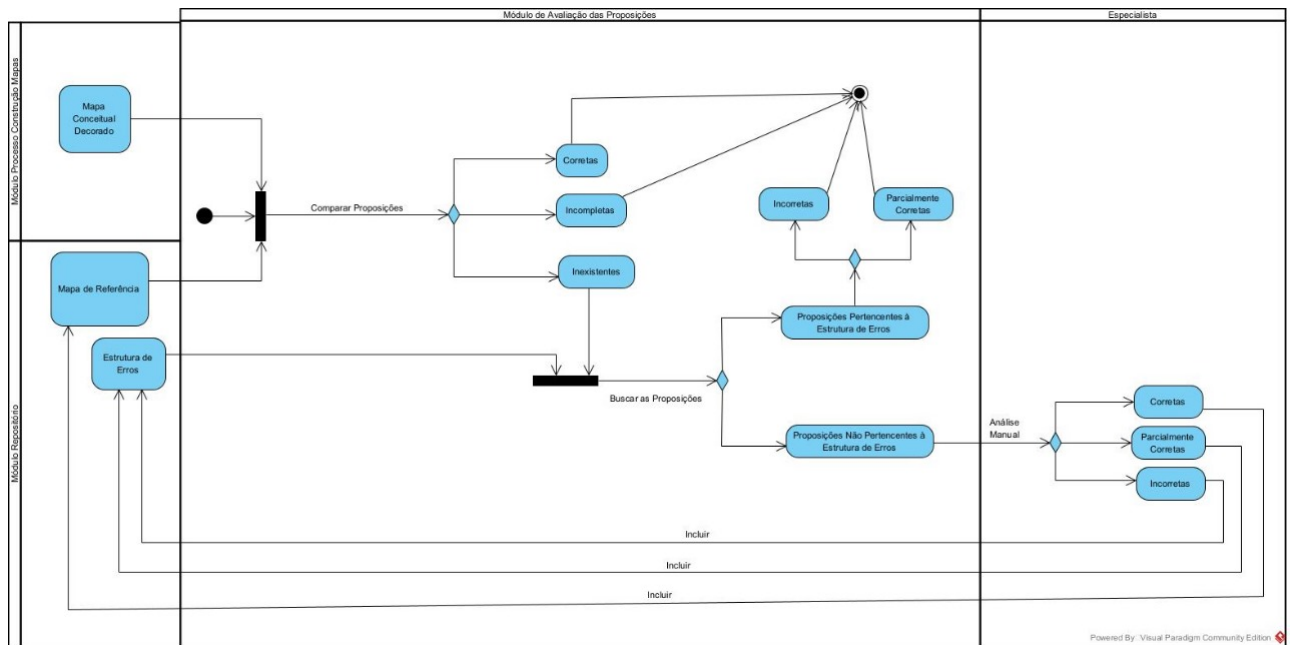 Módulo de Avaliação das Proposições
Especialista
Módulo Processo Construção Mapas
Mapa
Conceitual
Decorado
Comparar Proposições
Corretas
Incompletas
Inexistentes
Incorretas
Parcialmente
Corretas
Módulo Repositório
Mapa de Referência
Estrutura de
Erros
Buscar as Proposições
Proposições Pertencentes à
Estrutura de Erros
Proposições Não Pertencentes à
Estrutura de Erros
Análise
Manual
Corretas
Parcialmente
Corretas
Incorretas
Incluir
Incluir
Incluir
Powered By Visual Paradigm Community Edition